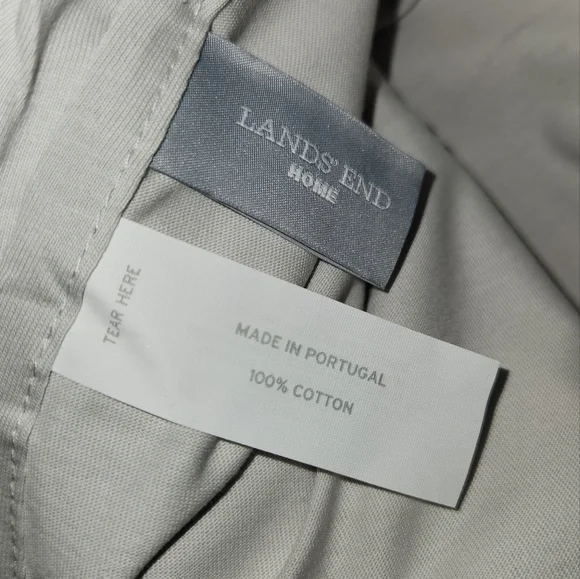 LANDS' END
HOME
TEAR HERE
MADE IN PORTUGAL
100% COTTON